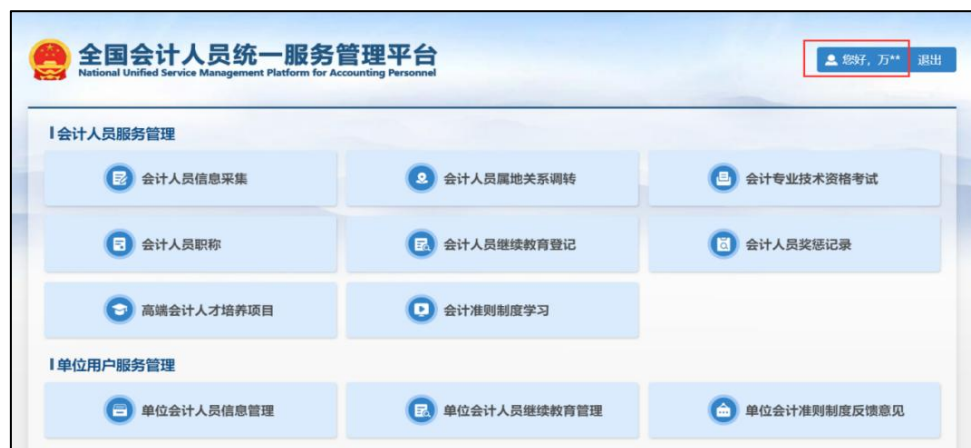 全国会计人员统一服务管理平台
National Unified Service Management Platform for Accounting Personnel
您好，万** 退出
会计人员服务管理
会计人员信息采集 会计人员属地关系调转 会计专业技术资格考试
会计人员职称 会计人员继续教育登记 会计人员奖惩记录
高端会计人才培养项目 会计准则制度学习
单位用户服务管理
单位会计人员信息管理 单位会计人员继续教育管理 单位会计准则制度反馈意见